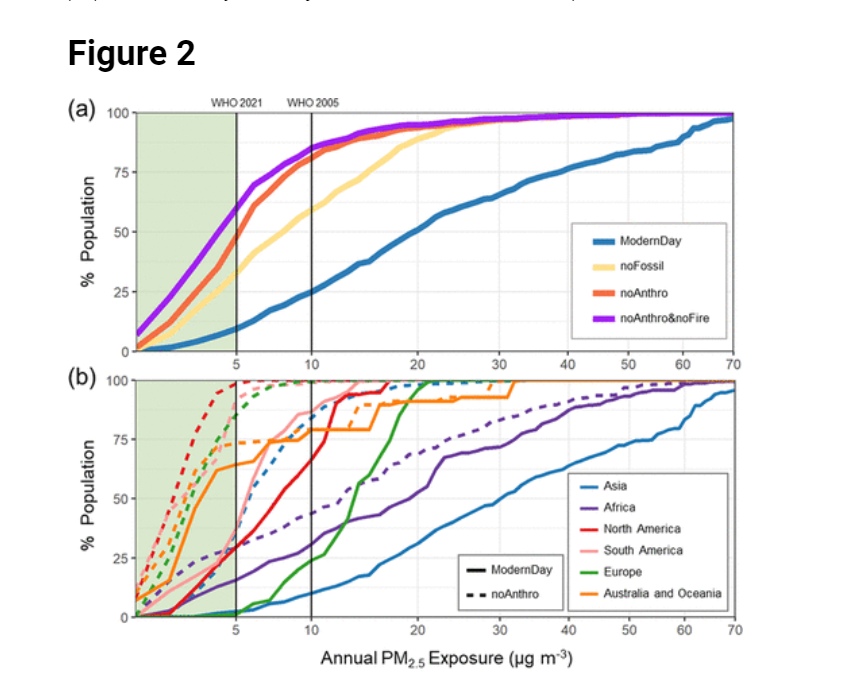 Figure 2
(a)
WHO 2021 WHO 2005
100
75
50
25
0
% Population
ModernDay
noFossil
noAnthro
noAnthro&noFire
5 10 20 30 40 50 60 70
(b)
100
75
50
25
0
% Population
Asia
Africa
North America
South America
Europe
Australia and Oceania
ModernDay
noAnthro
5 10 20 30 40 50 60 70
Annual PM2.5 Exposure (µg m-3)